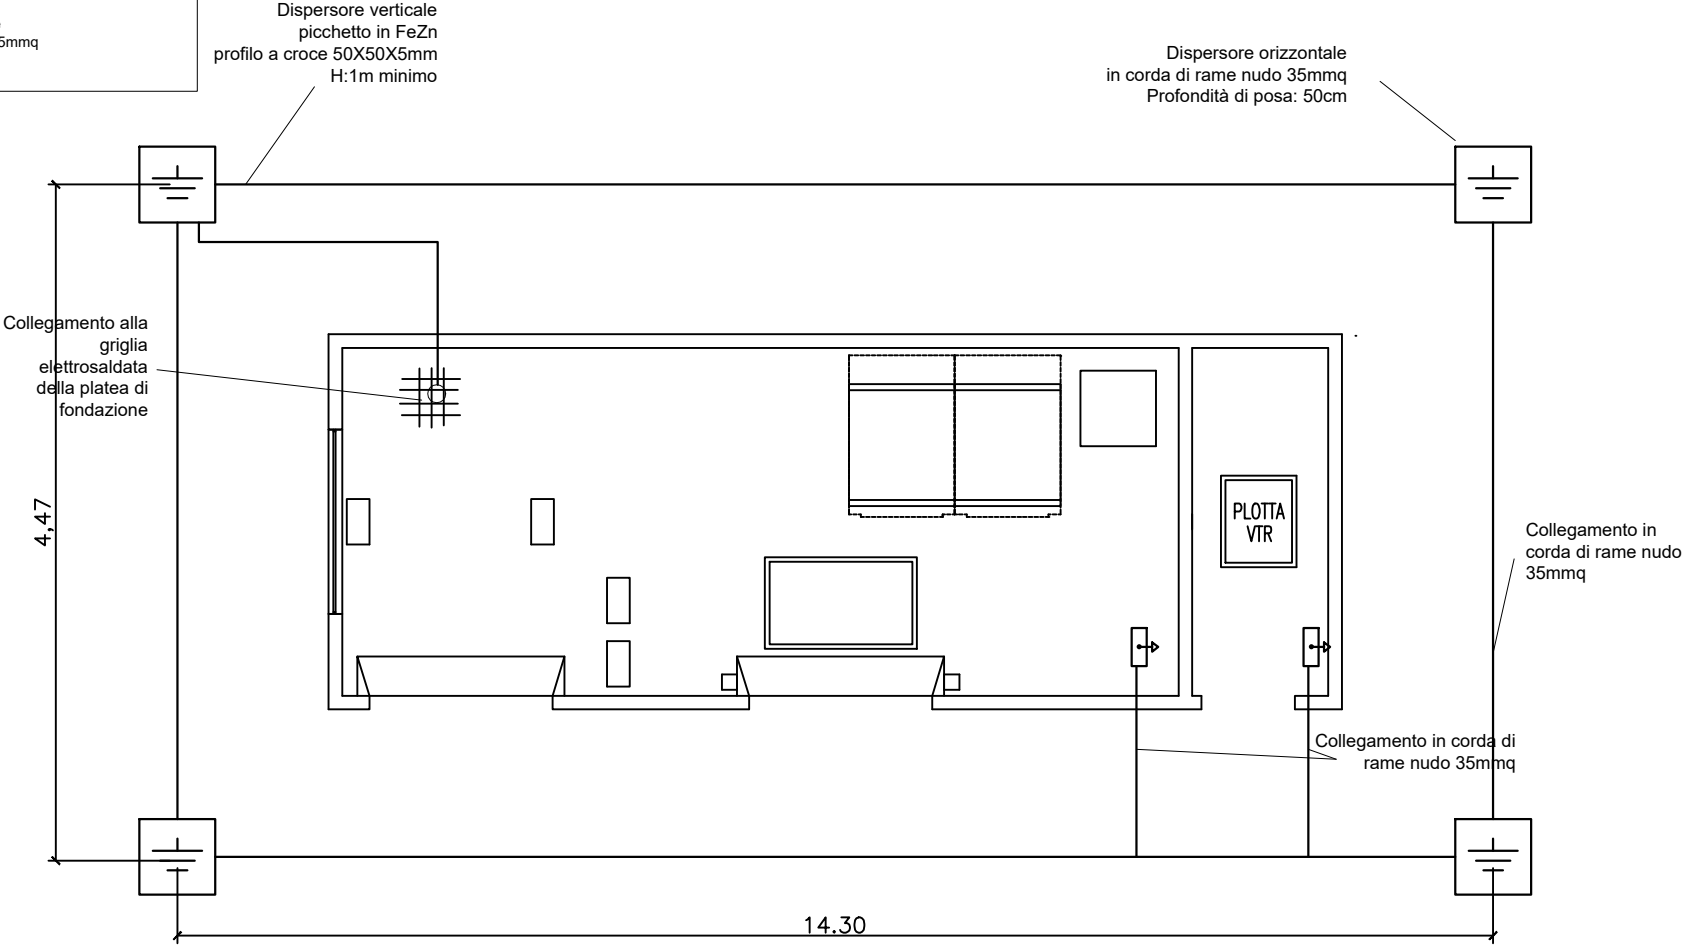 5mmq
Dispersore verticale
picchetto in FeZn
profilo a croce 50X50X5mm
H:1m minimo
Dispersore orizzontale
in corda di rame nudo 35mmq
Profondità di posa: 50cm
Collegamento alla
griglia
elettrosaldata
della platea di
fondazione
4,47
PLOTTA
VTR
Collegamento in
corda di rame nudo
35mmq
Collegamento in corda di
rame nudo 35mmq
14.30